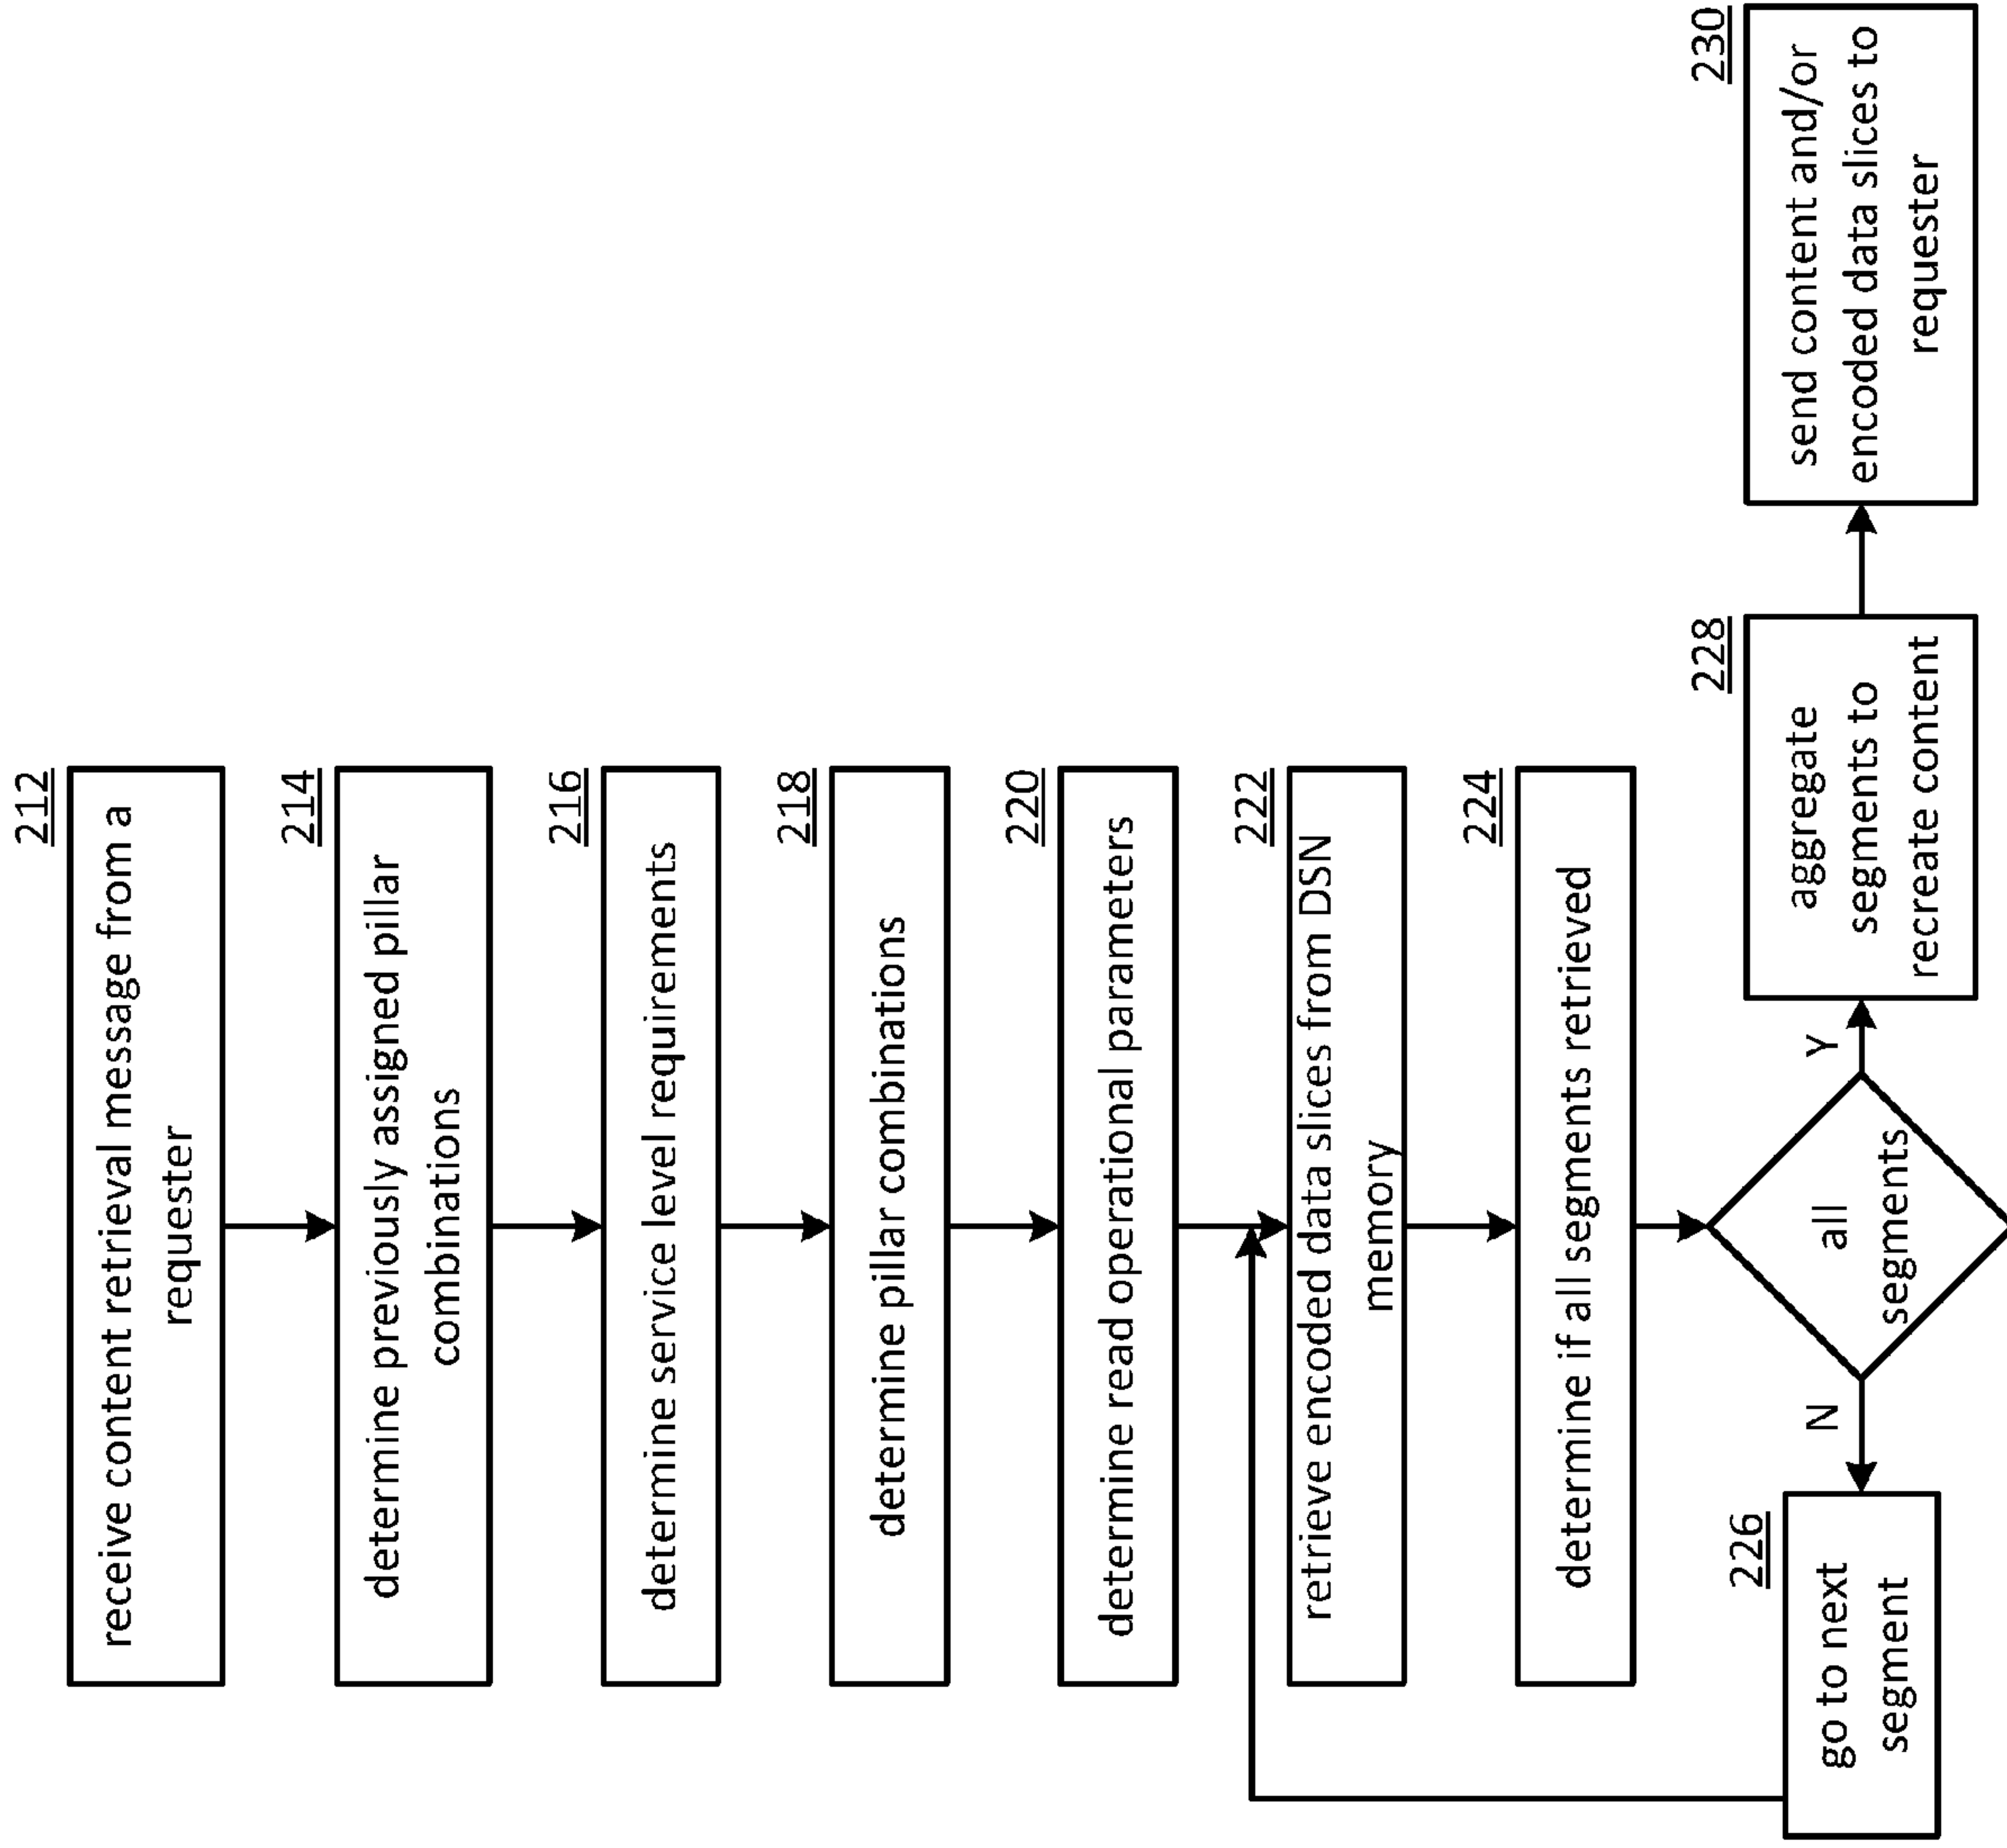 212
receive content retrieval message from a
requester
214
determine previously assigned pillar
combinations
216
determine service level requirements
218
determine pillar combinations
220
determine read operational parameters
222
retrieve encoded data slices from DSN
memory
224
determine if all segments retrieved
all
segments
N
Y
226
go to next
segment
228
aggregate
segments to
recreate content
230
send content and/or
encoded data slices to
requester